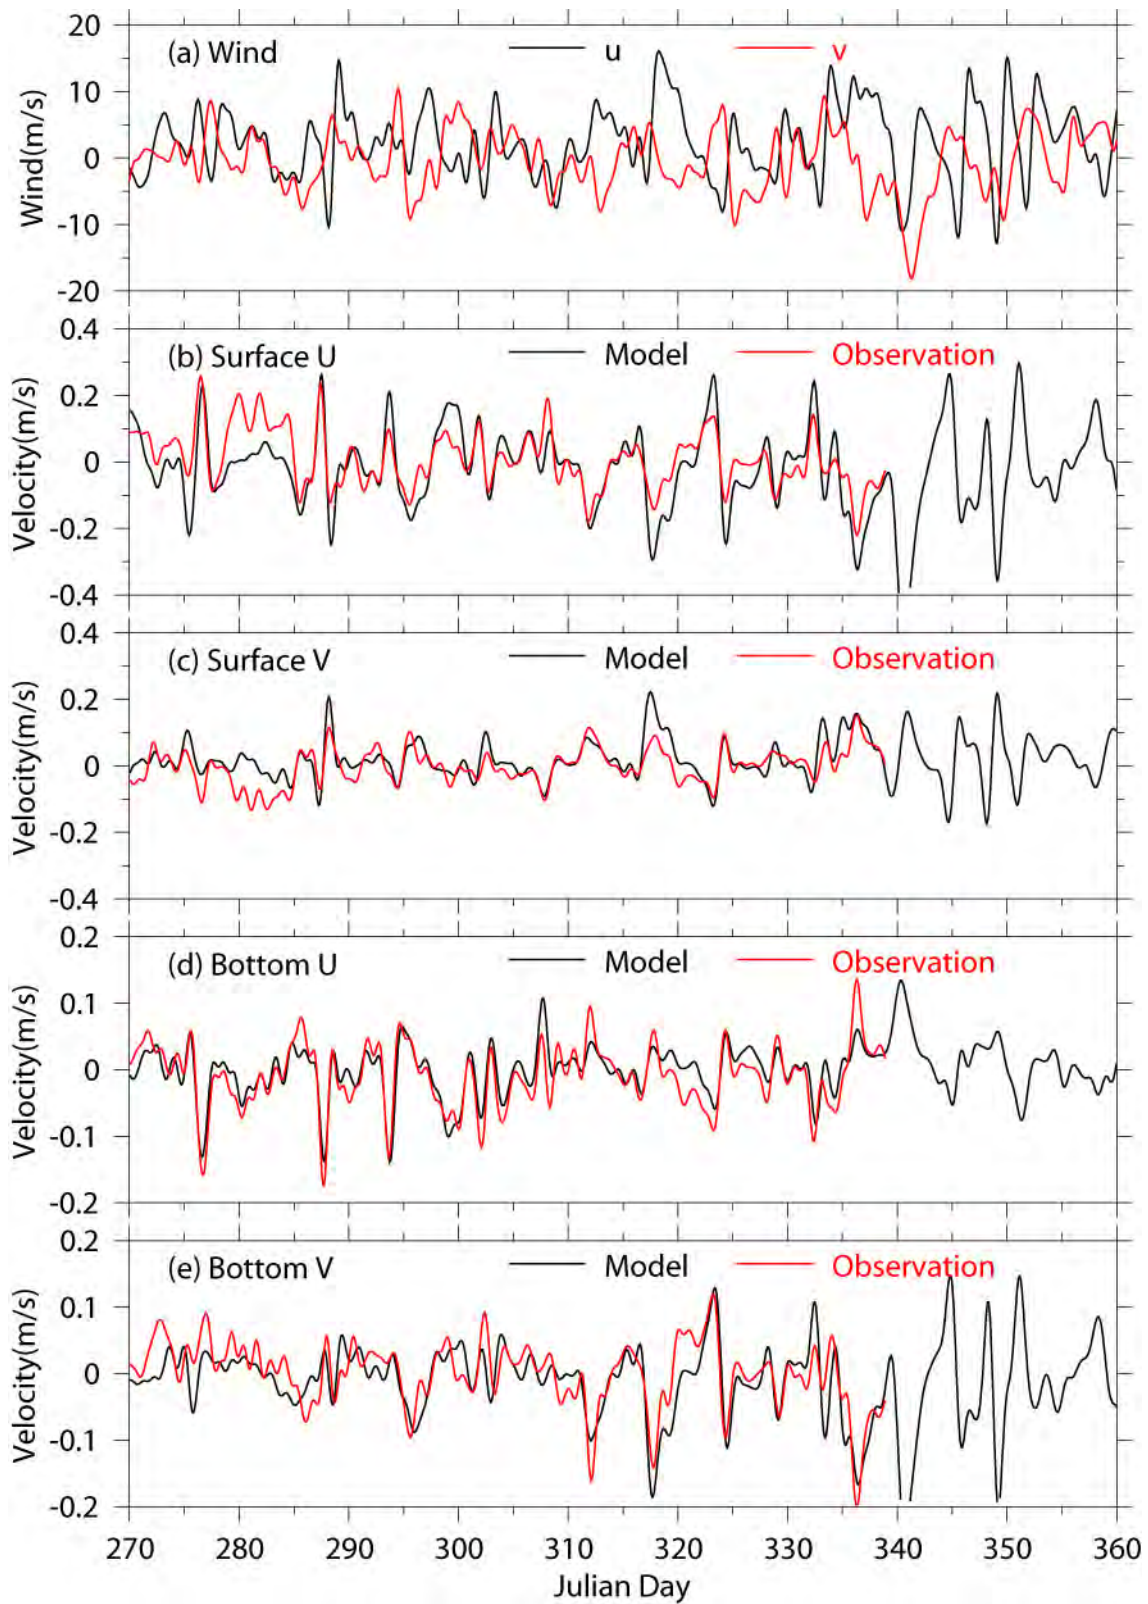 20
(a) Wind
u
v
10
0
-10
-20
Wind(m/s)
0.4
(b) Surface U
Model
Observation
0.2
0
-0.2
-0.4
Velocity(m/s)
0.4
(c) Surface V
Model
Observation
0.2
0
-0.2
-0.4
Velocity(m/s)
0.2
(d) Bottom U
Model
Observation
0.1
0
-0.1
-0.2
Velocity(m/s)
0.2
(e) Bottom V
Model
Observation
0.1
0
-0.1
-0.2
Velocity(m/s)
270 280 290 300 310 320 330 340 350 360
Julian Day